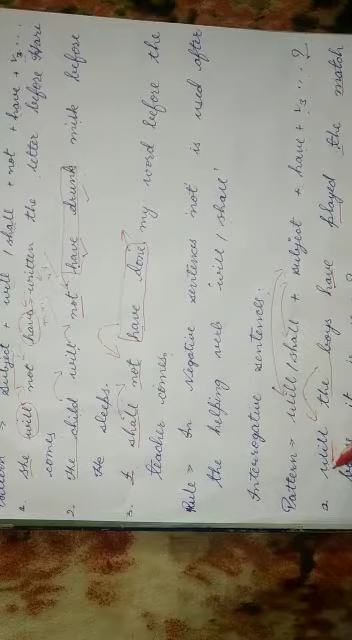 Pattern => Subject + will / shall + not + have + V3...
1. She will not have written the letter before Hari
comes
2. The child will not have drunk milk before
He sleeps.
3. I shall not have done my word before the
teacher comes.
Rule => In Negative sentences 'not' is used after
the helping verb 'will / shall'
Interrogative sentences.
Pattern => will / shall + subject + have + V3 ... ?
1. will the boys have played the match